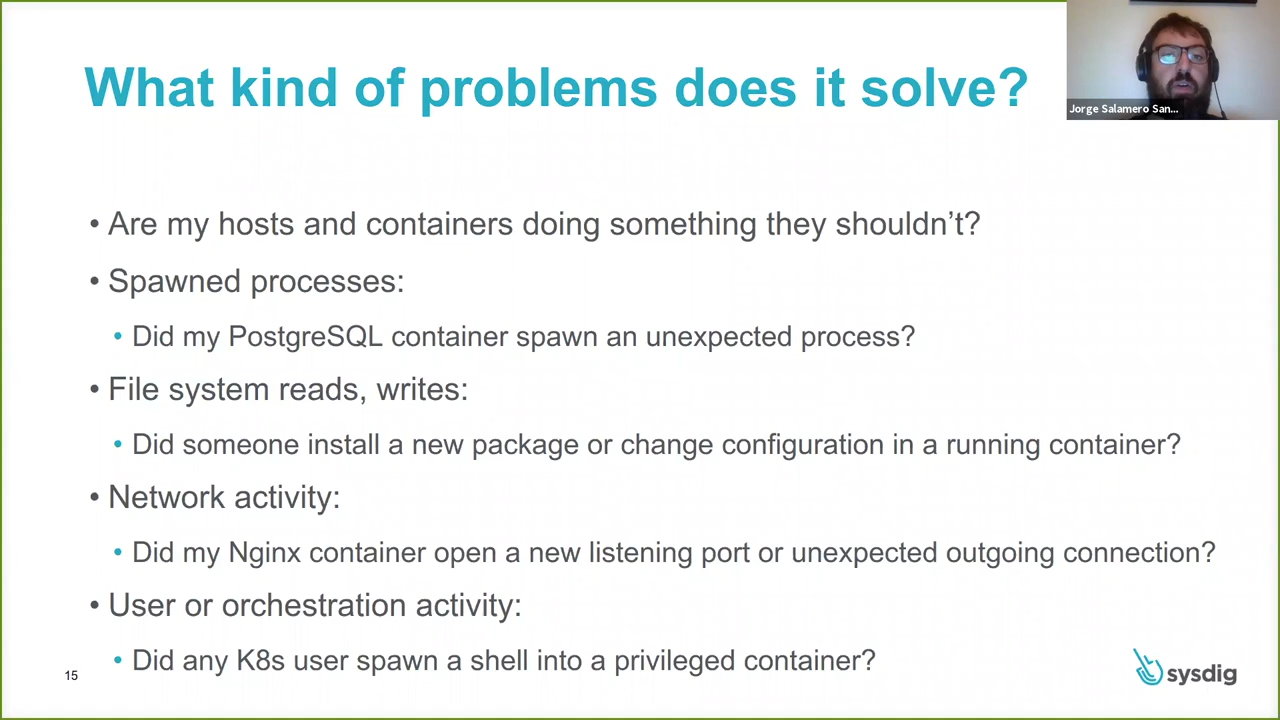 What kind of problems does it solve?
Jorge Salamero San...
• Are my hosts and containers doing something they shouldn’t?
• Spawned processes:
• Did my PostgreSQL container spawn an unexpected process?
• File system reads, writes:
• Did someone install a new package or change configuration in a running container?
• Network activity:
• Did my Nginx container open a new listening port or unexpected outgoing connection?
• User or orchestration activity:
• Did any K8s user spawn a shell into a privileged container?
15
sysdig